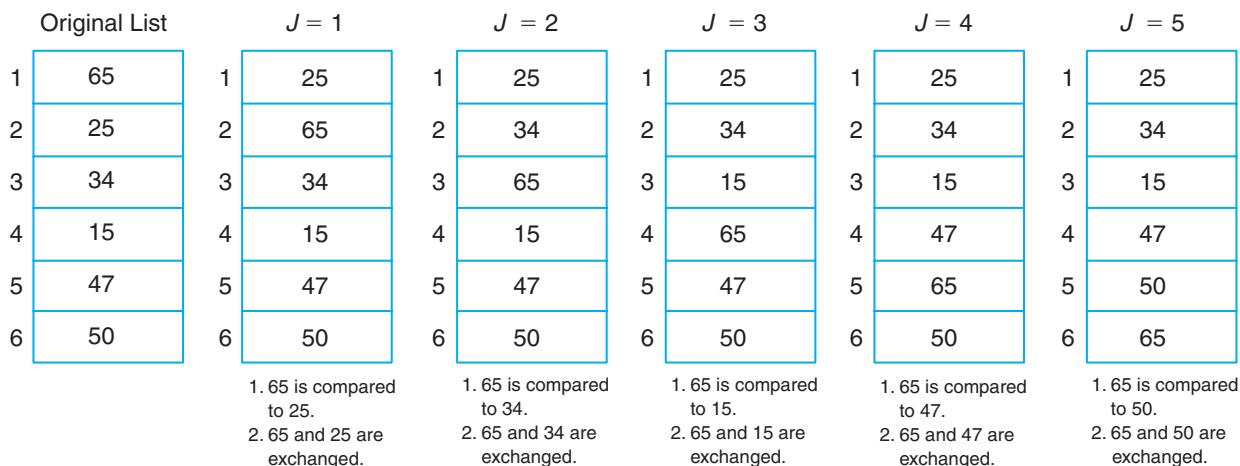 Original List J = 1 J = 2 J = 3 J = 4 J = 5
1 65 1 25 1 25 1 25 1 25 1 25
2 25 2 65 2 34 2 34 2 34 2 34
3 34 3 34 3 65 3 15 3 15 3 15
4 15 4 15 4 15 4 65 4 47 4 47
5 47 5 47 5 47 5 47 5 65 5 50
6 50 6 50 6 50 6 50 6 50 6 65
1. 65 is compared
to 25.
2. 65 and 25 are
exchanged.
1. 65 is compared
to 34.
2. 65 and 34 are
exchanged.
1. 65 is compared
to 15.
2. 65 and 15 are
exchanged.
1. 65 is compared
to 47.
2. 65 and 47 are
exchanged.
1. 65 is compared
to 50.
2. 65 and 50 are
exchanged.